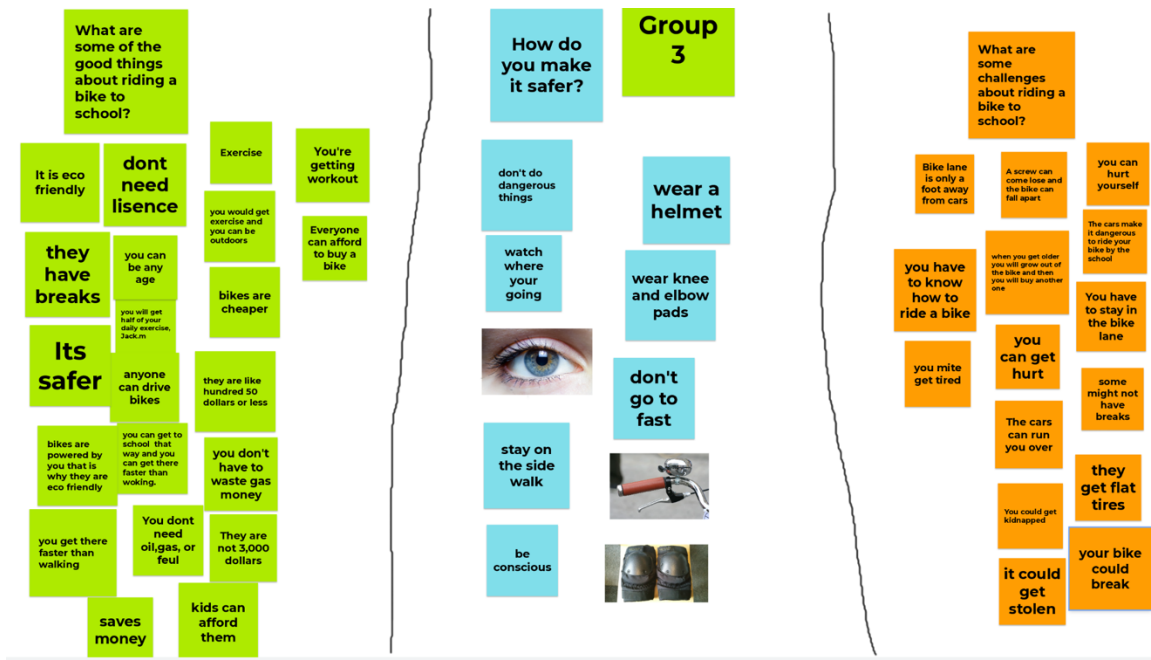 What are
some of the
good things
about riding a
bike to
school?
It is eco
friendly
dont
need
lisence
Exercise
You're
getting
workout
they
have
breaks
you can
be any
age
you would get
exercise and
you can be
outdoors
Everyone
can afford
to buy a
bike
you will get
half of your
daily exercise,
Jack.m
bikes are
cheaper
Its
safer
anyone
can drive
bikes
they are like
hundred 50
dollars or less
bikes are
powered by
you that is
why they are
eco friendly
you can get to
school that
way and you
can get there
faster than
woking.
you don't
have to
waste gas
money
you get there
faster than
walking
You dont
need
oil,gas, or
feul
They are
not 3,000
dollars
saves
money
kids can
afford
them
How do
you make
it safer?
Group
3
don't do
dangerous
things
wear a
helmet
watch
where
your
going
wear knee
and elbow
pads
don't
go to
fast
stay on
the side
walk
be
conscious
What are
some
challenges
about riding a
bike to
school?
Bike lane
is only a
foot away
from cars
A screw can
come lose and
the bike can
fall apart
you can
hurt
yourself
The cars make
it dangerous
to ride your
bike by the
school
you have
to know
how to
ride a bike
when you get older
you will grow out of
the bike and then
you will buy another
one
You have
to stay in
the bike
lane
you mite
get tired
you
can get
hurt
some
might not
have
breaks
The cars
can run
you over
they
get flat
tires
You could get
kidnapped
your bike
could
break
it could
get
stolen